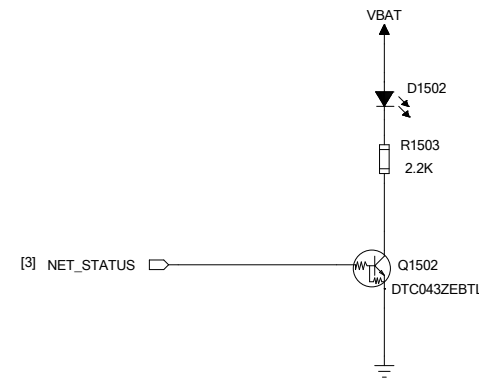 VBAT
D1502
R1503
2.2K
[3] NET_STATUS
Q1502
DTC043ZEBTL